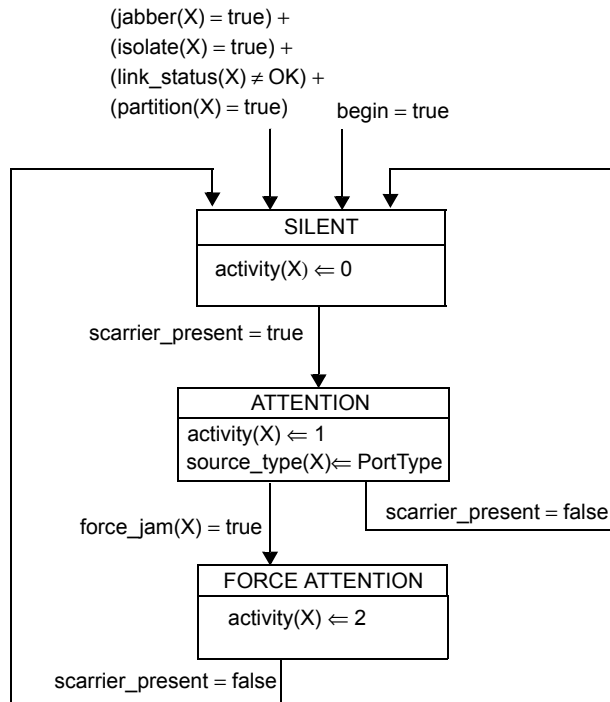 (jabber(X) = true) +
(isolate(X) = true) +
(link_status(X) ≠ OK) +
(partition(X) = true)
begin = true
SILENT
activity(X) ⇐ 0
scarrier_present = true
ATTENTION
activity(X) ⇐ 1
source_type(X)⇐ PortType
scarrier_present = false
force_jam(X) = true
FORCE ATTENTION
activity(X) ⇐ 2
scarrier_present = false